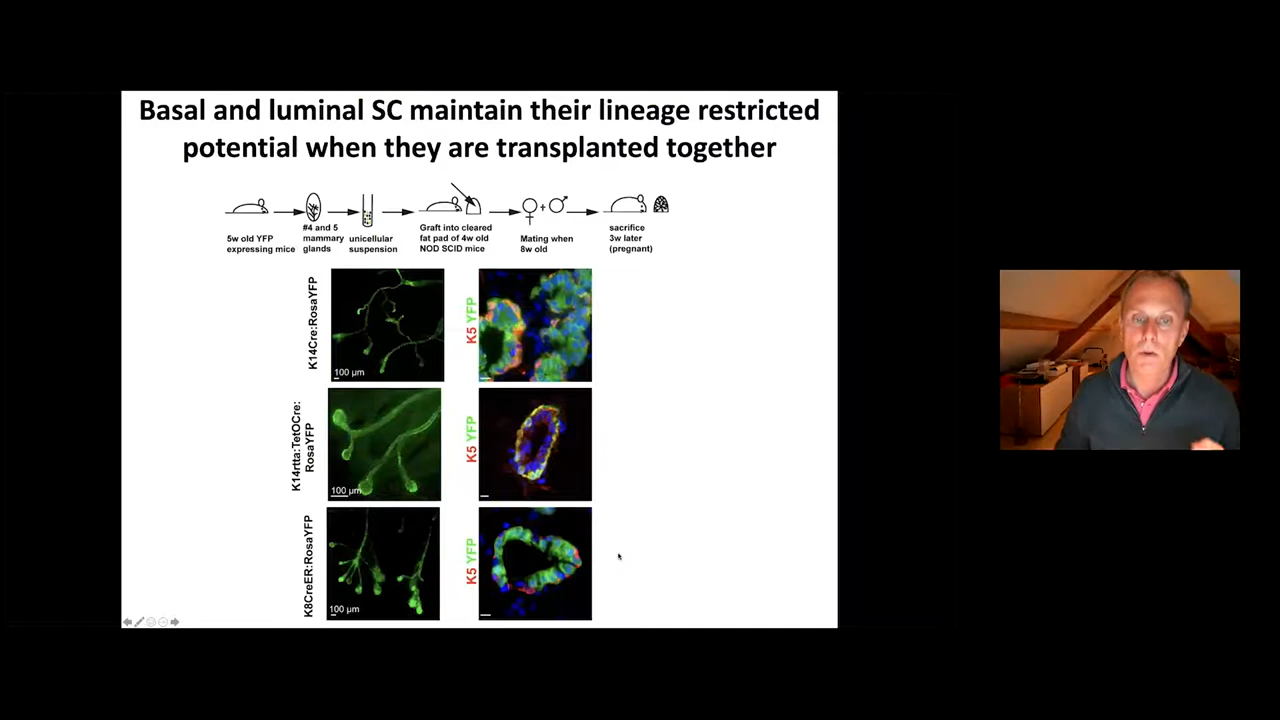 Basal and luminal SC maintain their lineage restricted
potential when they are transplanted together
5w old YFP
expressing mice
#4 and 5
mammary
glands
unicellular
suspension
Graft into cleared
fat pad of 4w old
NOD SCID mice
Mating when
8w old
sacrifice
3w later
(pregnant)
K14Cre:RosaYFP
100 µm
K5 YFP
K14rtta:TetOCre:
RosaYFP
100 µm
K5 YFP
K8CreER:RosaYFP
100 µm
K5 YFP